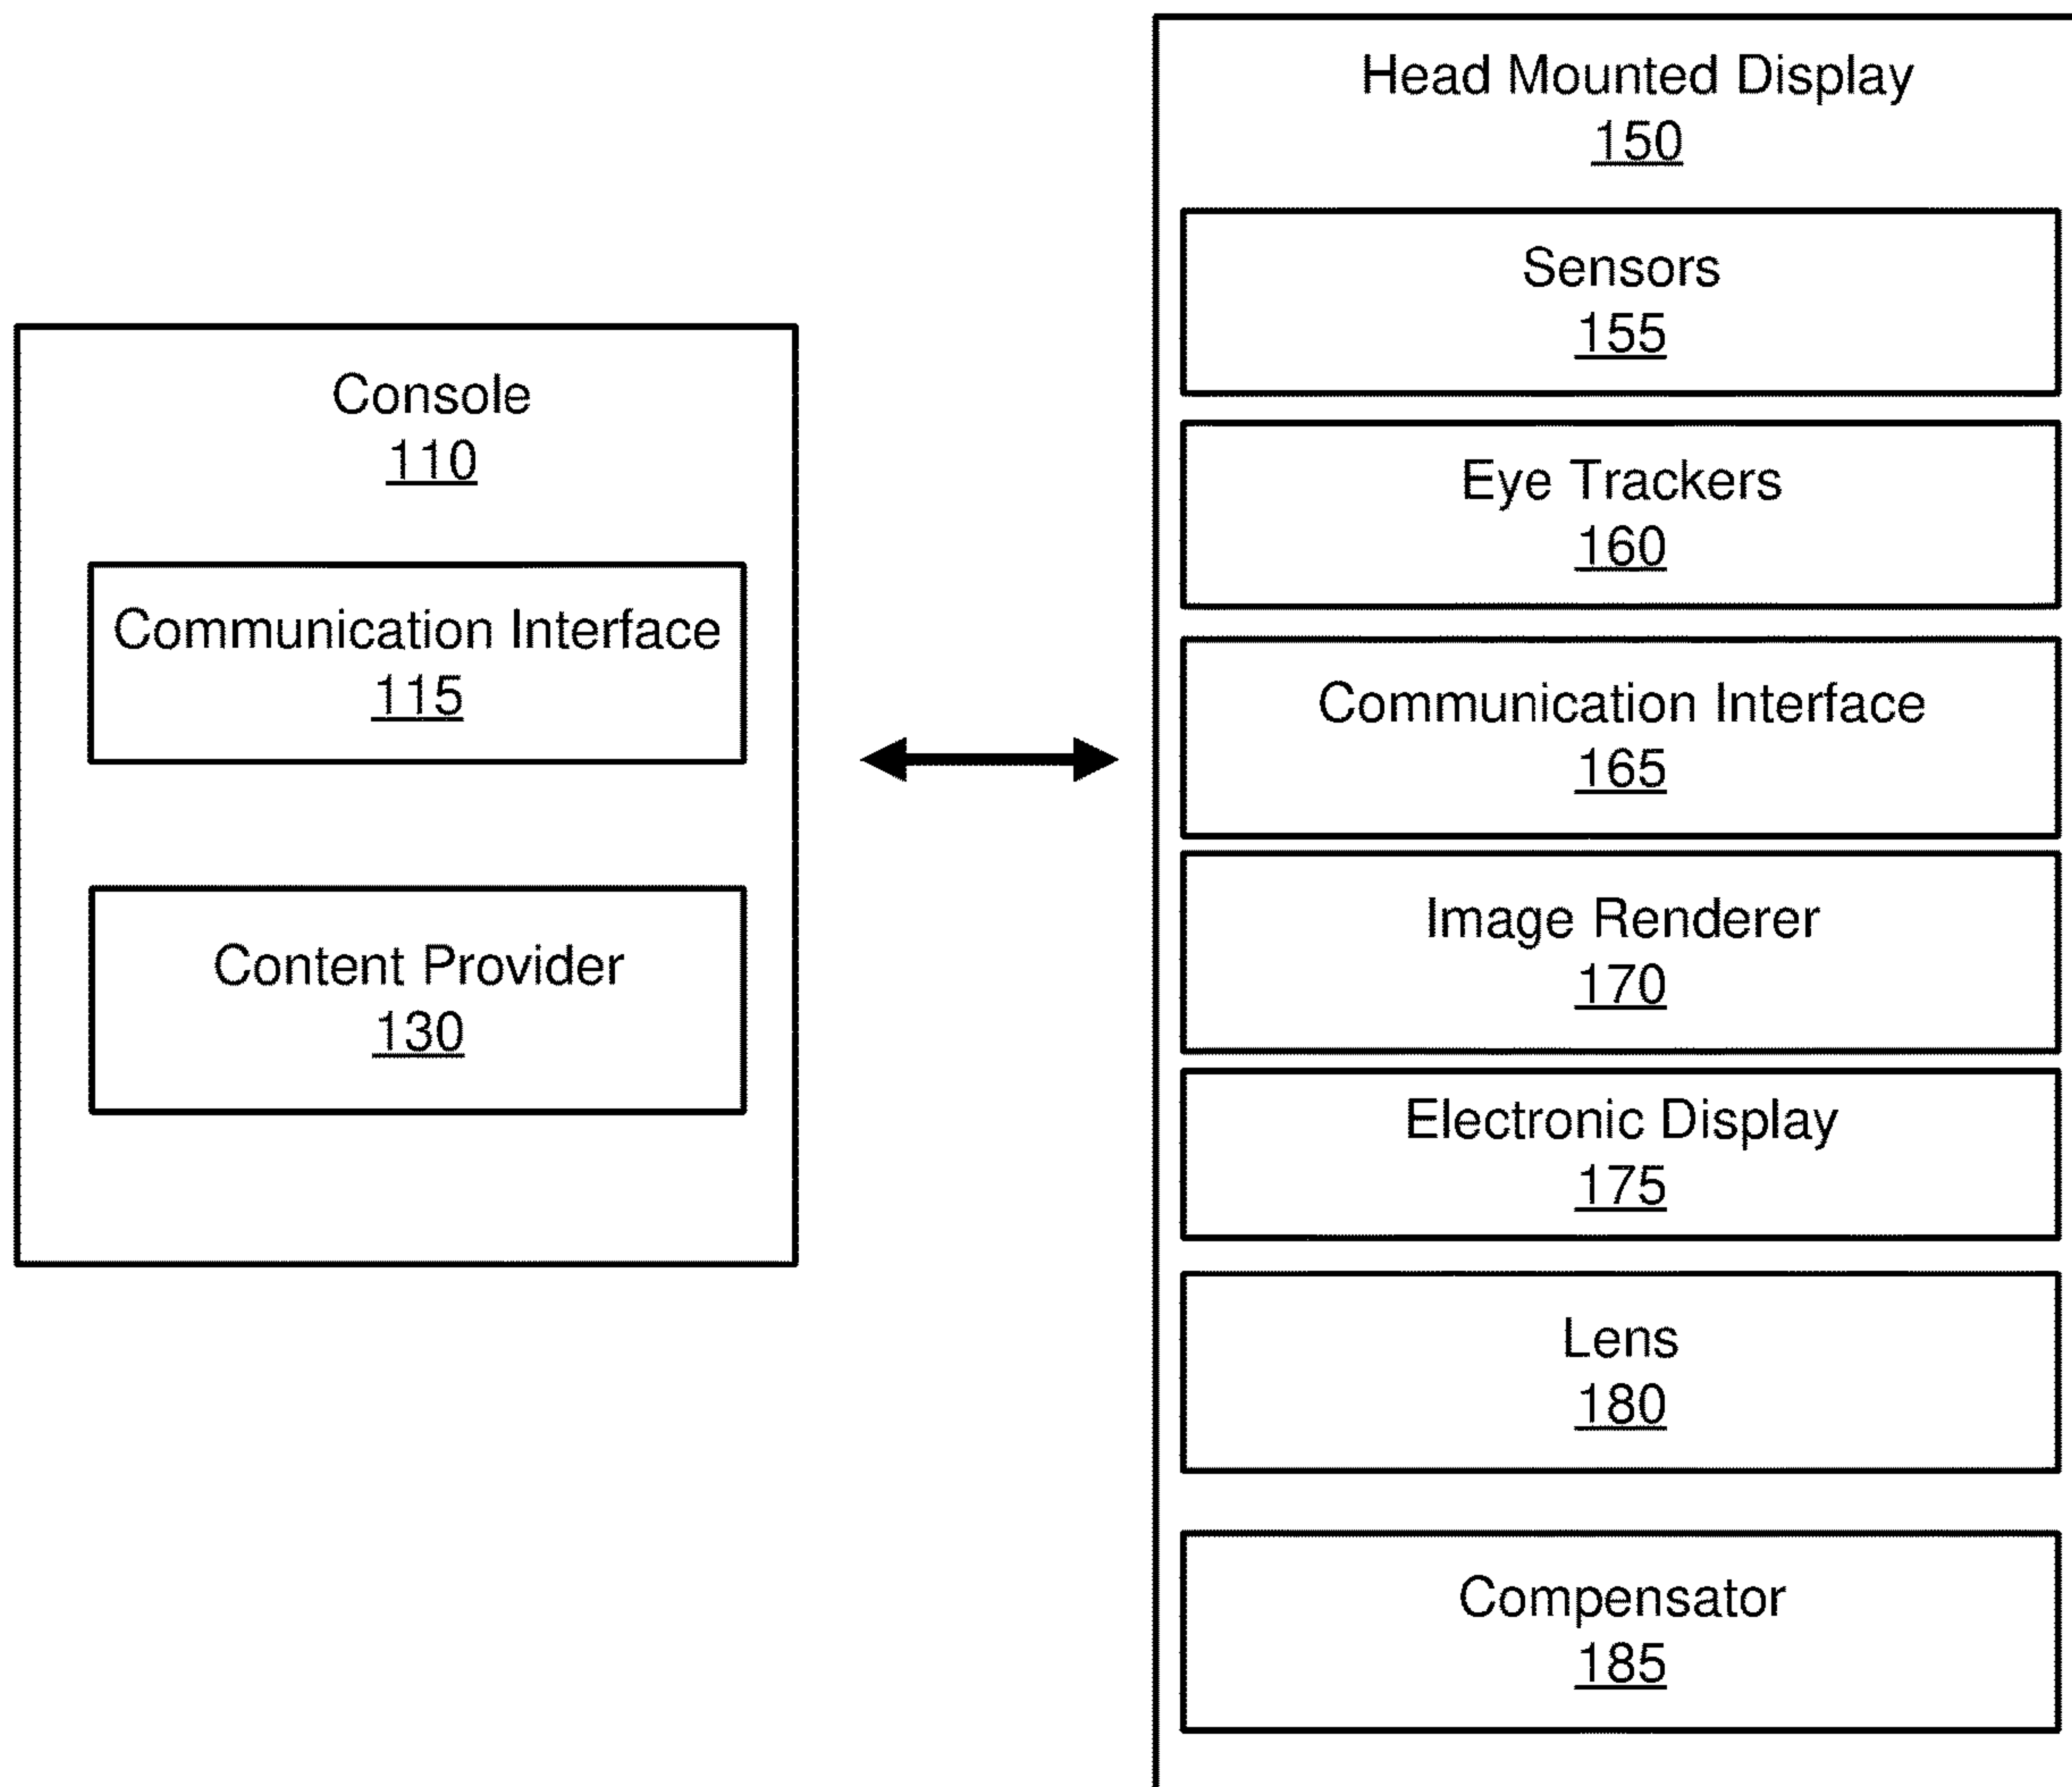 Console
110
Communication Interface
115
Content Provider
130
Head Mounted Display
150
Sensors
155
Eye Trackers
160
Communication Interface
165
Image Renderer
170
Electronic Display
175
Lens
180
Compensator
185